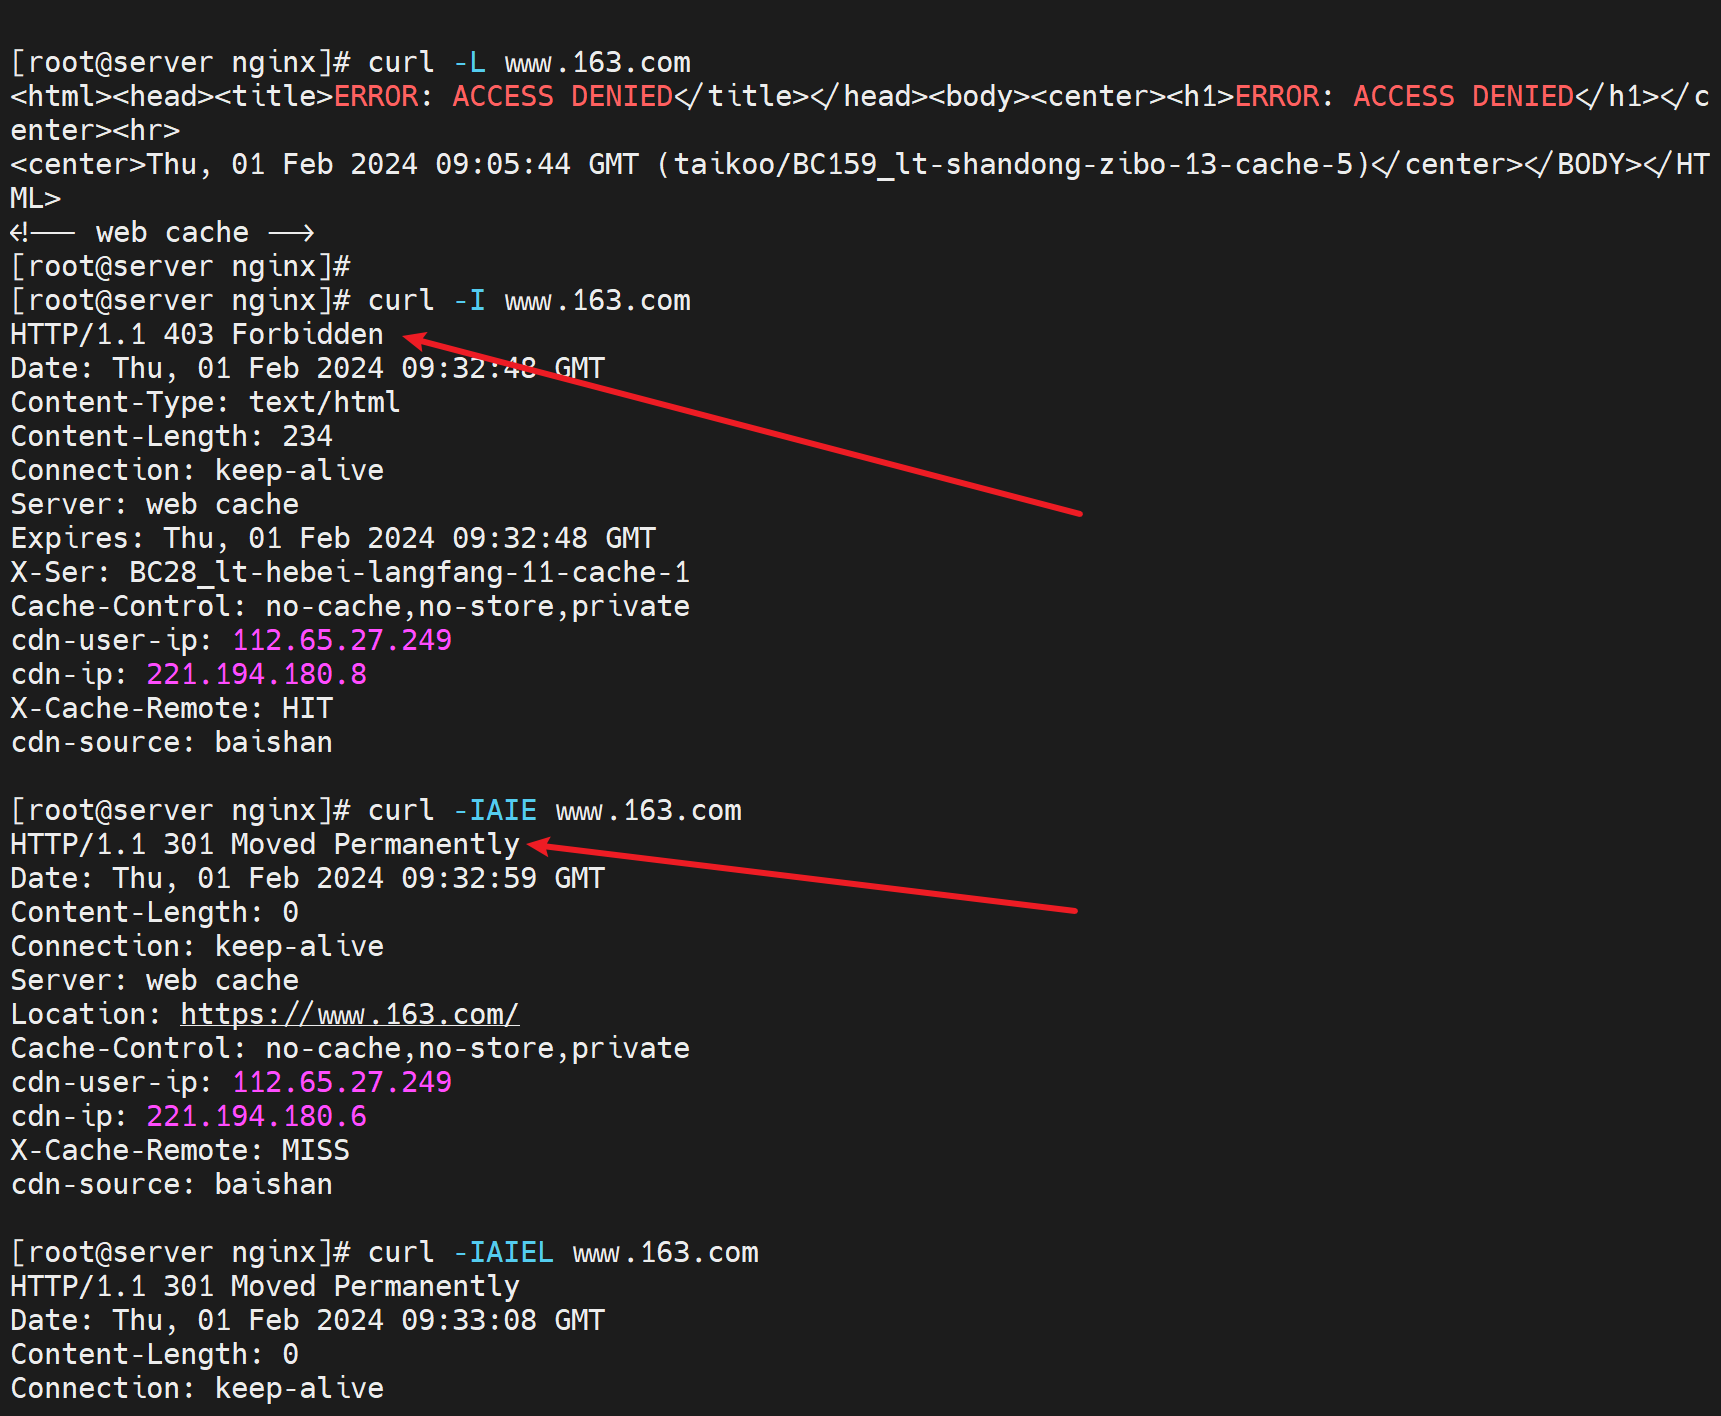 [root@server nginx]# curl -L www.163.com
<html><head><title>ERROR: ACCESS DENIED</title></head><body><center><h1>ERROR: ACCESS DENIED</h1></c
enter><hr>
<center>Thu, 01 Feb 2024 09:05:44 GMT (taikoo/BC159_lt-shandong-zibo-13-cache-5)</center></BODY></HT
ML>
<!-- web cache -->
[root@server nginx]#
[root@server nginx]# curl -I www.163.com
HTTP/1.1 403 Forbidden
Date: Thu, 01 Feb 2024 09:32:48 GMT
Content-Type: text/html
Content-Length: 234
Connection: keep-alive
Server: web cache
Expires: Thu, 01 Feb 2024 09:32:48 GMT
X-Ser: BC28_lt-hebei-langfang-11-cache-1
Cache-Control: no-cache,no-store,private
cdn-user-ip: 112.65.27.249
cdn-ip: 221.194.180.8
X-Cache-Remote: HIT
cdn-source: baishan

[root@server nginx]# curl -IAIE www.163.com
HTTP/1.1 301 Moved Permanently
Date: Thu, 01 Feb 2024 09:32:59 GMT
Content-Length: 0
Connection: keep-alive
Server: web cache
Location: https://www.163.com/
Cache-Control: no-cache,no-store,private
cdn-user-ip: 112.65.27.249
cdn-ip: 221.194.180.6
X-Cache-Remote: MISS
cdn-source: baishan

[root@server nginx]# curl -IAIEL www.163.com
HTTP/1.1 301 Moved Permanently
Date: Thu, 01 Feb 2024 09:33:08 GMT
Content-Length: 0
Connection: keep-alive